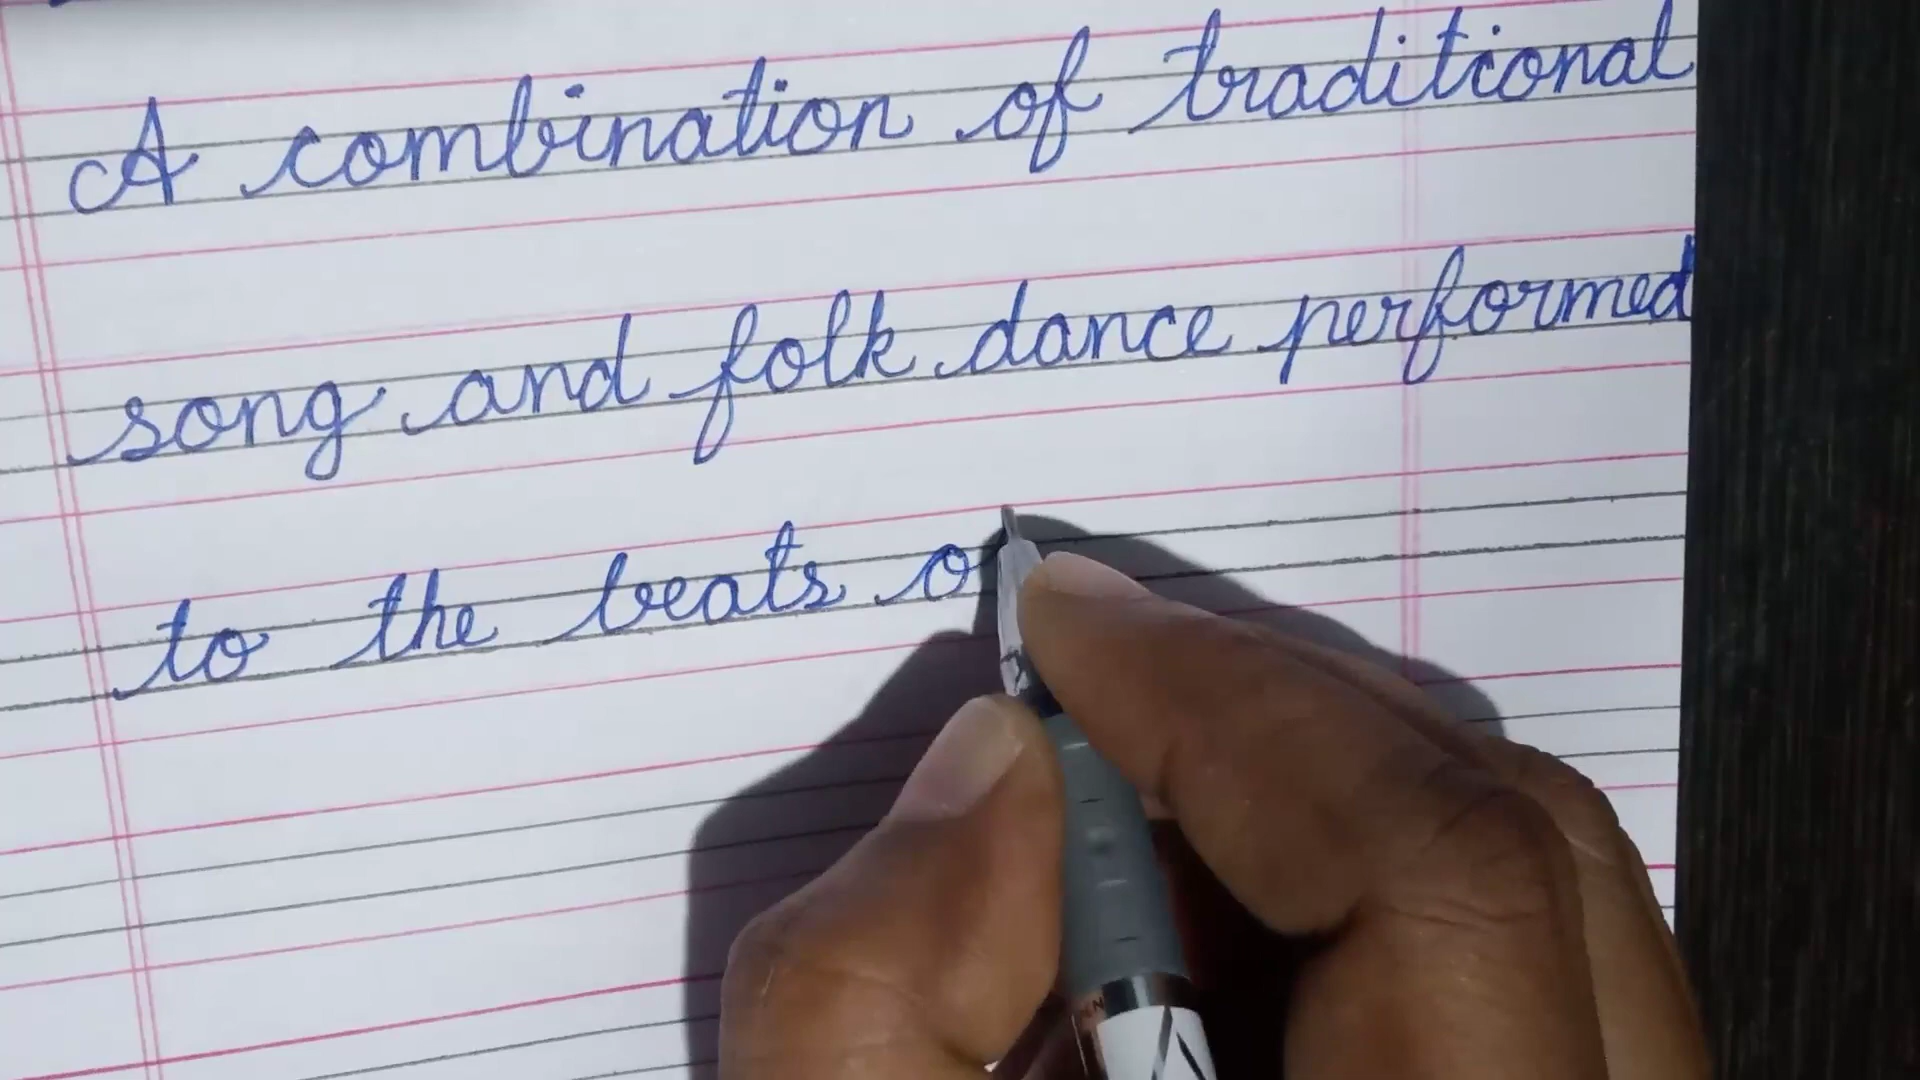 A combination of traditional
song and folk dance performed
to the beats o